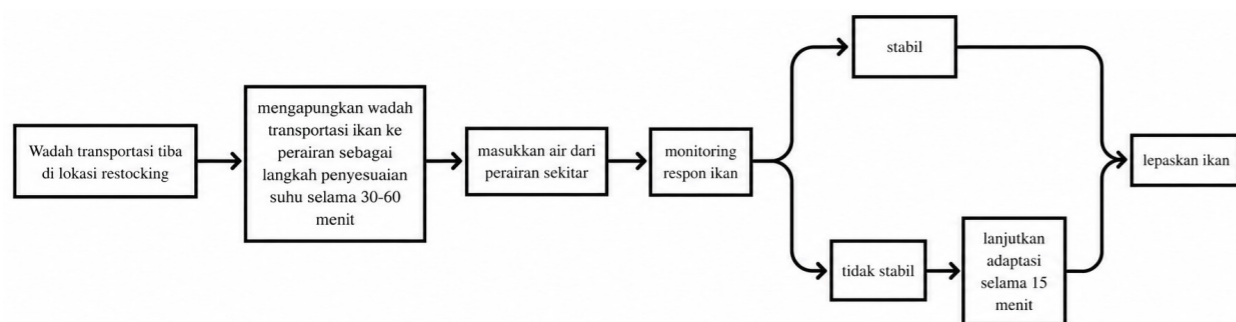 Wadah transportasi tiba
di lokasi restocking
mengapungkan wadah
transportasi ikan ke
perairan sebagai
langkah penyesuaian
suhu selama 30-60
menit
masukkan air dari
perairan sekitar
monitoring
respon ikan
stabil
tidak stabil
lanjutkan
adaptasi
selama 15
menit
lepaskan ikan